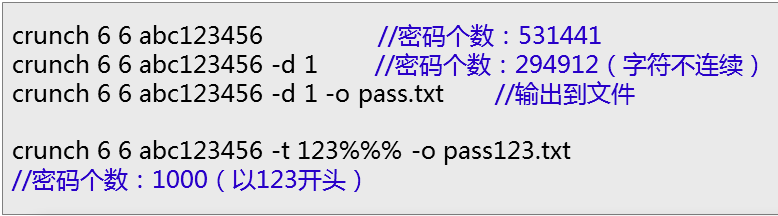 crunch 6 6 abc123456 //密码个数：531441
crunch 6 6 abc123456 -d 1 //密码个数：294912（字符不连续）
crunch 6 6 abc123456 -d 1 -o pass.txt //输出到文件
crunch 6 6 abc123456 -t 123%%% -o pass123.txt
//密码个数：1000（以123开头）